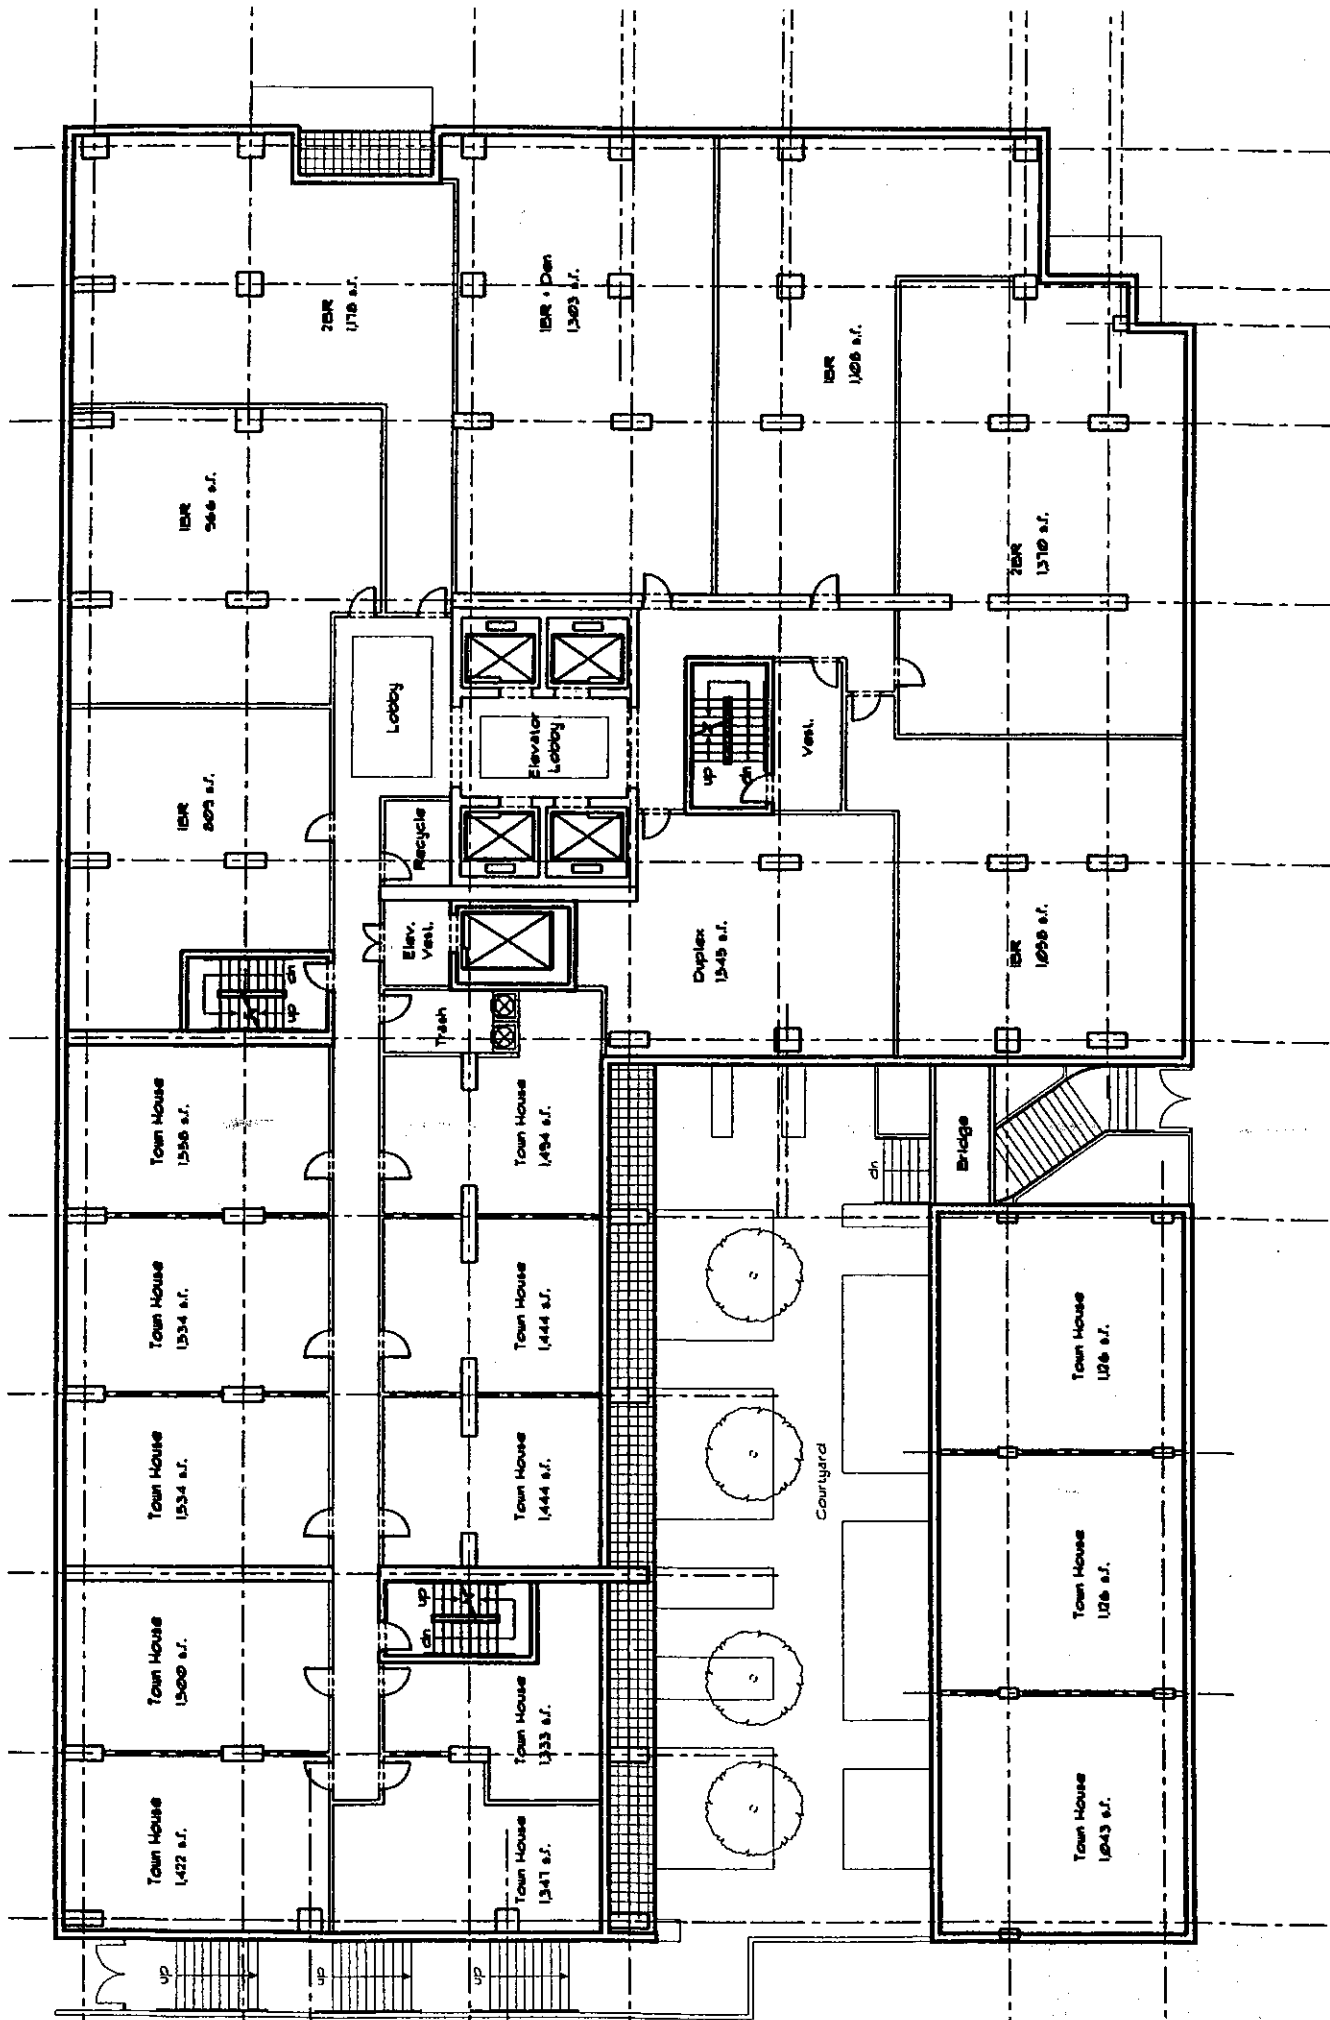 2BR
1,178 s.f.
1BR + Den
1,303 s.f.
1BR
1,108 s.f.
1BR
966 s.f.
2BR
1,370 s.f.
Lobby
Elevator
Lobby
up
dn
Vest.
1BR
809 s.f.
Recycle
Elev.
Vest.
Duplex
1,545 s.f.
1BR
1,098 s.f.
dn
up
Trash
Town House
1,558 s.f.
Town House
1,494 s.f.
dn
Bridge
Town House
1,534 s.f.
Town House
1,444 s.f.
Town House
1,126 s.f.
Town House
1,534 s.f.
Town House
1,444 s.f.
Courtyard
Town House
1,126 s.f.
up
dn
Town House
1,500 s.f.
Town House
1,333 s.f.
Town House
1,422 s.f.
Town House
1,347 s.f.
Town House
1,043 s.f.
up
up
up